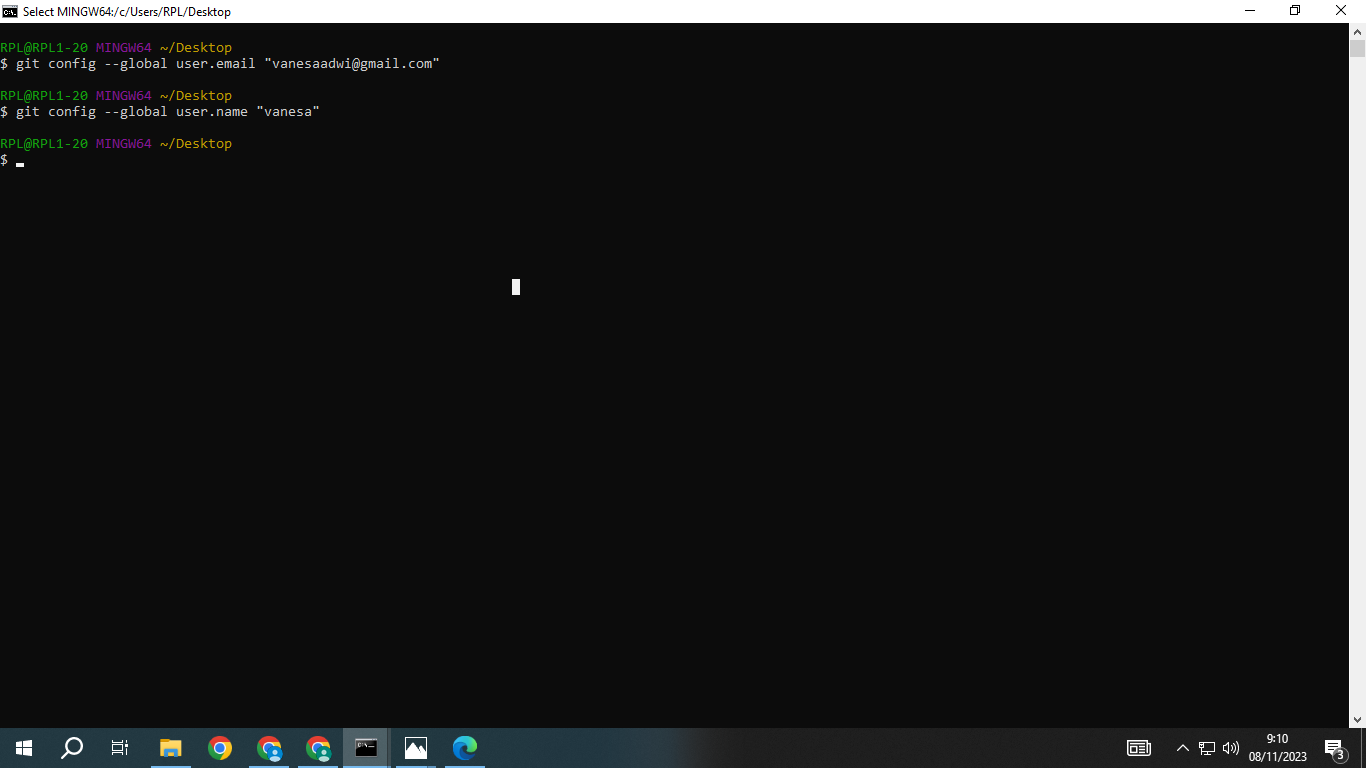 Select MINGW64:/c/Users/RPL/Desktop
RPL@RPL1-20 MINGW64 ~/Desktop
$ git config --global user.email "vanesaadwi@gmail.com"
RPL@RPL1-20 MINGW64 ~/Desktop
$ git config --global user.name "vanesa"
RPL@RPL1-20 MINGW64 ~/Desktop
$
9:10
08/11/2023
3